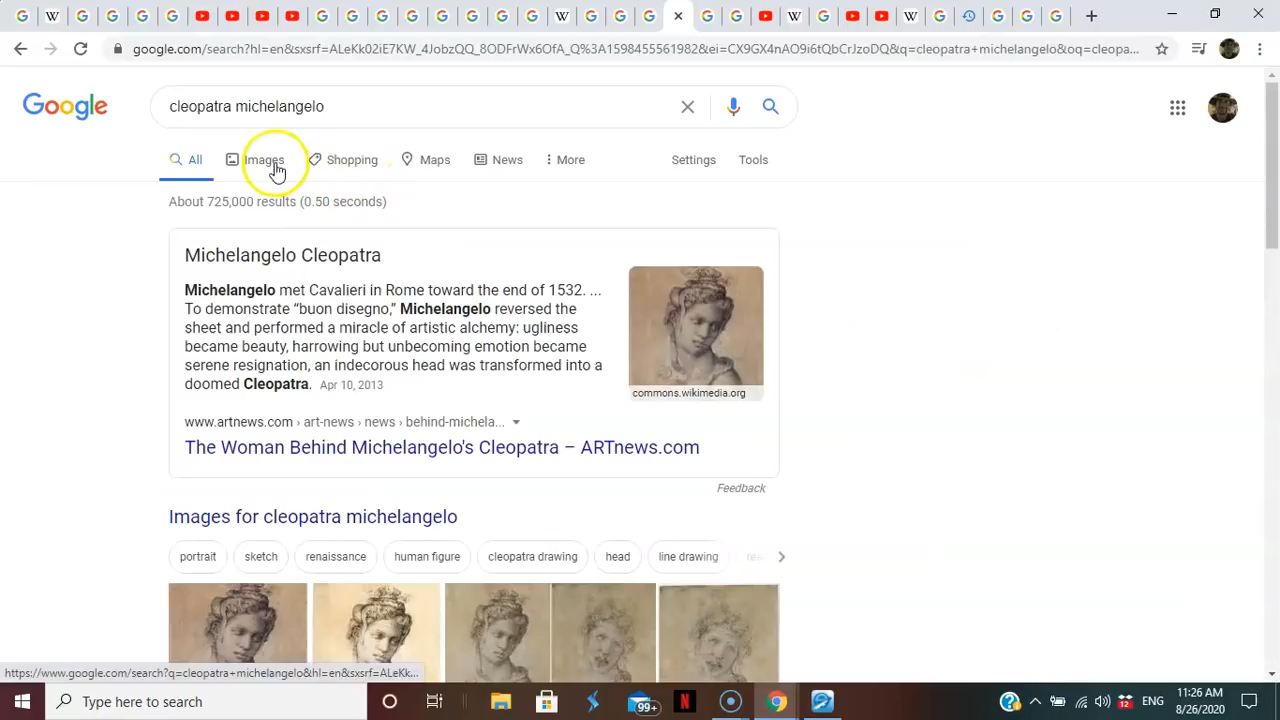 google.com/search?hl=en&sxsrf=ALeKk02iE7KW_4JobzQQ_8ODFrWx6OfA_Q%3A1598455561982&ei=CX9GX4nAO9i6tQbCrJzoDQ&q=cleopatra+michelangelo&oq=cleopa...
Google
cleopatra michelangelo
All Images Shopping Maps News More Settings Tools
About 725,000 results (0.50 seconds)
Michelangelo Cleopatra
Michelangelo met Cavalieri in Rome toward the end of 1532. ...
To demonstrate “buon disegno,” Michelangelo reversed the
sheet and performed a miracle of artistic alchemy: ugliness
became beauty, harrowing but unbecoming emotion became
serene resignation, an indecorous head was transformed into a
doomed Cleopatra. Apr 10, 2013
commons.wikimedia.org
www.artnews.com › art-news › news › behind-michela...
The Woman Behind Michelangelo's Cleopatra – ARTnews.com
Feedback
Images for cleopatra michelangelo
portrait sketch renaissance human figure cleopatra drawing head line drawing
https://www.google.com/search?q=cleopatra+michelangelo&hl=en&sxsrf=ALeKk...
Type here to search
99+
N
12
ENG
11:26 AM
8/26/2020